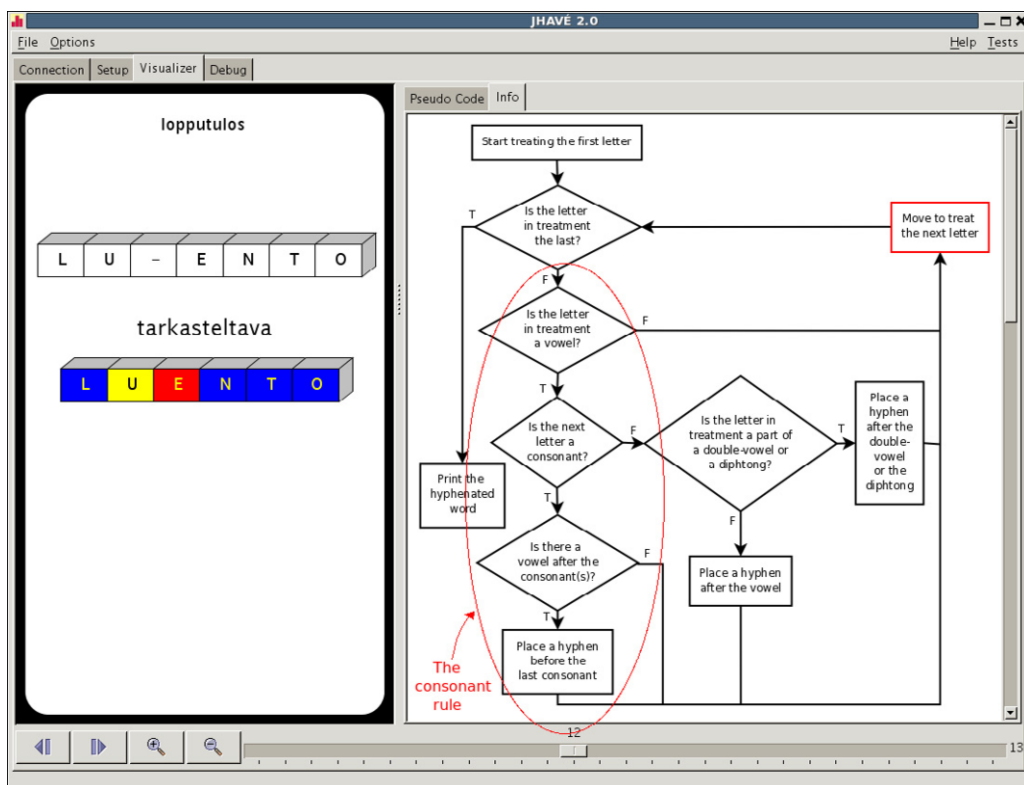 JHAVÉ 2.0
File Options Help Tests
Connection Setup Visualizer Debug
lopputulos
L U - E N T O
tarkasteltava
L U E N T O
Pseudo Code Info
Start treating the first letter
Is the letter
in treatment
the last?
T
F
Move to treat
the next letter
Is the letter
in treatment
a vowel?
F
T
Is the next
letter a
consonant?
F
T
Is the letter in
treatment a part of
a double-vowel or
a diphtong?
T
F
Place a
hyphen
after the
double-
vowel
or the
diphtong
Print the
hyphenated
word
Is there a
vowel after the
consonant(s)?
F
T
Place a hyphen
after the vowel
Place a hyphen
before the
last consonant
The
consonant
rule
12
13